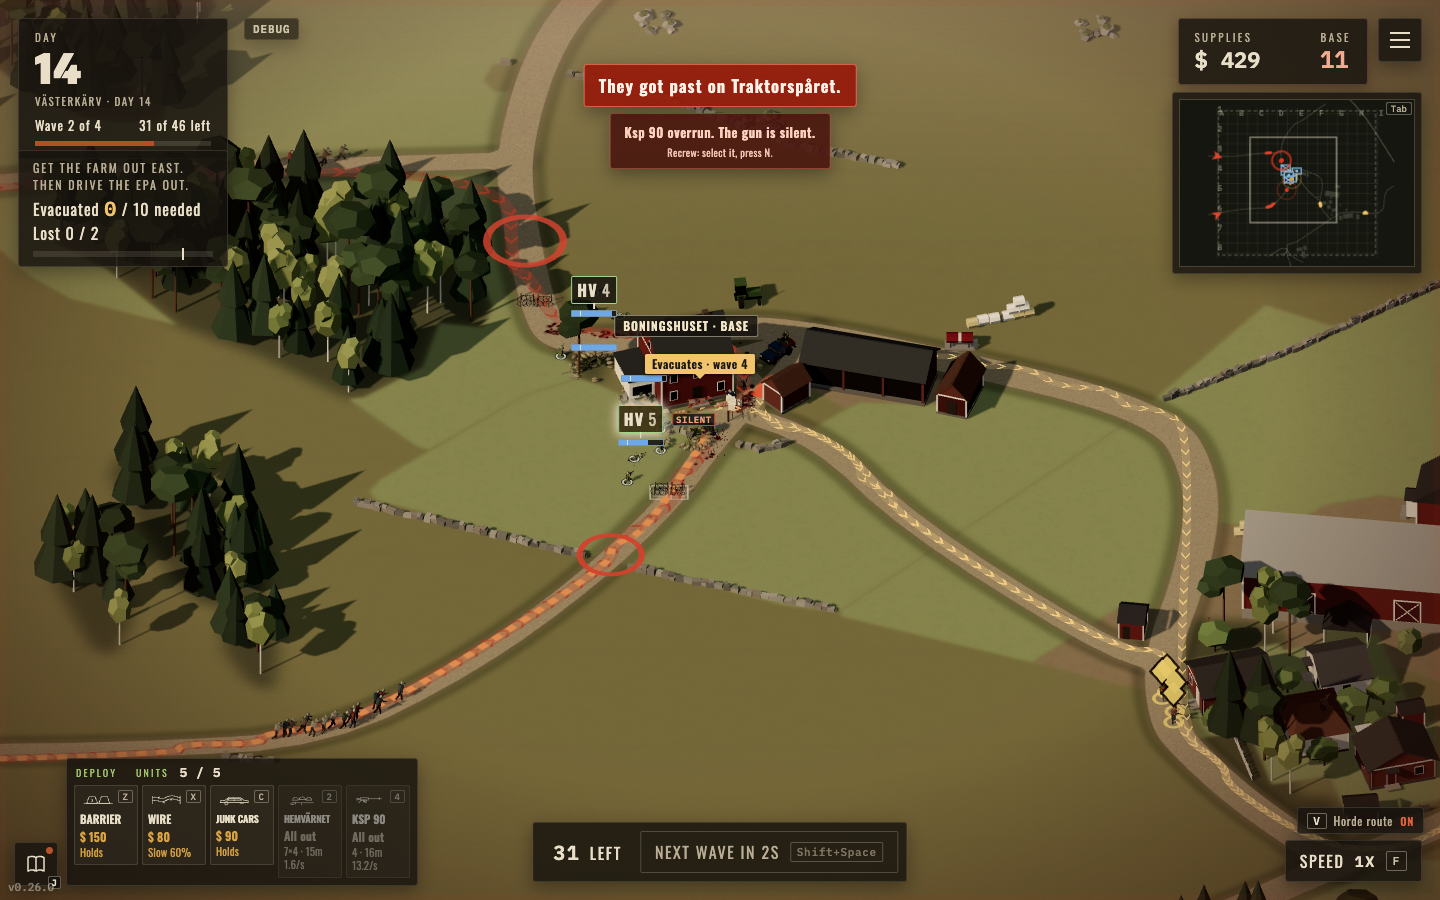 DAY
14
VÄSTERKÄRV · DAY 14
Wave 2 of 4 31 of 46 left
GET THE FARM OUT EAST.
THEN DRIVE THE EPA OUT.
Evacuated 0 / 10 needed
Lost 0 / 2
DEBUG
They got past on Traktorspåret.
Ksp 90 overrun. The gun is silent.
Recrew: select it, press N.
SUPPLIES BASE
$ 429 11
Tab
HV 4
BONINGSHUSET · BASE
Evacuates · wave 4
HV 5
SILENT
DEPLOY UNITS 5 / 5
Z
BARRIER
$ 150
Holds
X
WIRE
$ 80
Slow 60%
C
JUNK CARS
$ 90
Holds
2
HEMVÄRNET
All out
7×4 · 15m
1.6/s
4
KSP 90
All out
4 · 16m
13.2/s
J
v0.26.0
31 LEFT NEXT WAVE IN 2S Shift+Space
V Horde route ON
SPEED 1X F